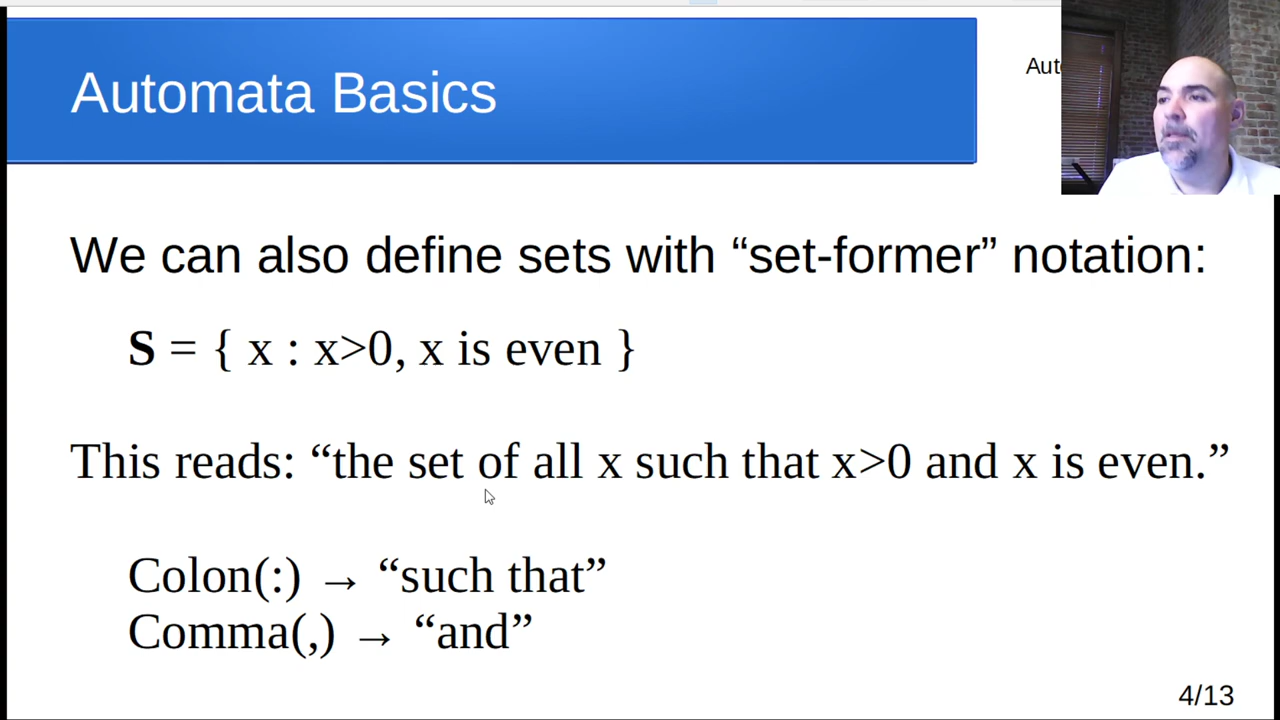 Automata Basics
We can also define sets with “set-former” notation:
S = { x : x>0, x is even }
This reads: “the set of all x such that x>0 and x is even.”
Colon(:) → “such that”
Comma(,) → “and”
4/13